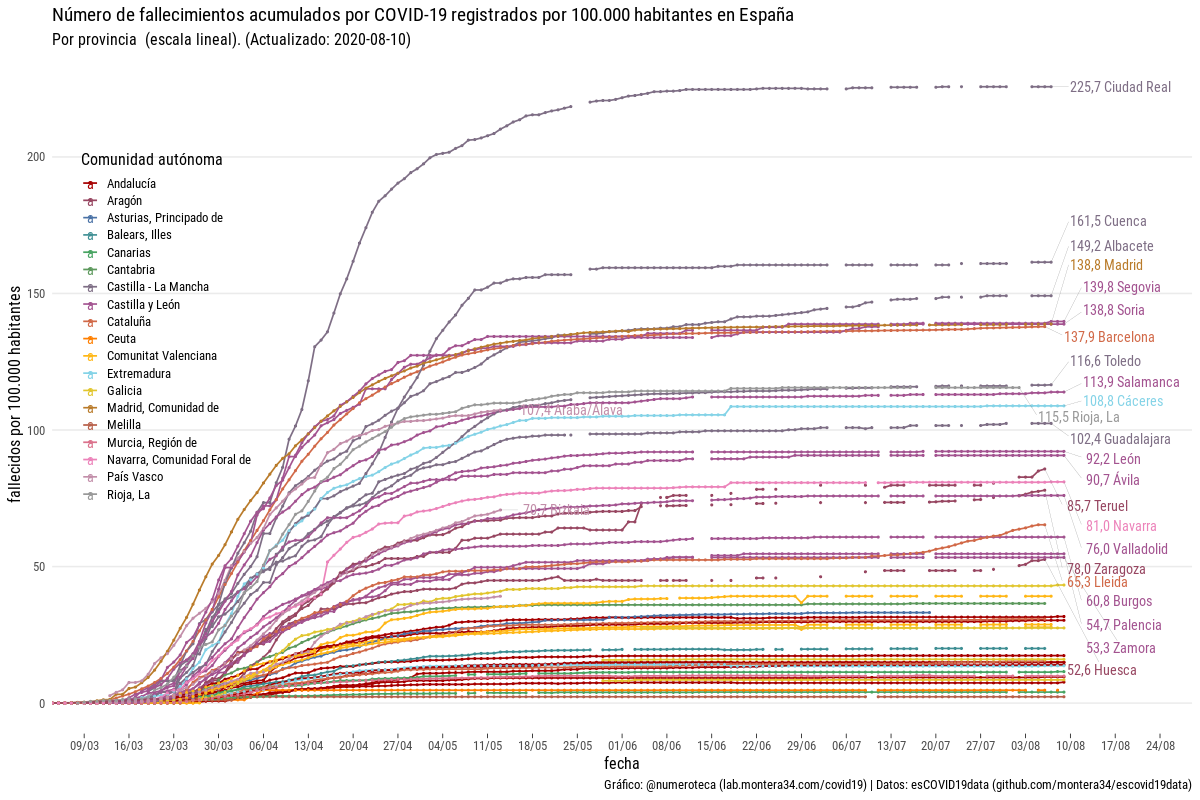 Número de fallecimientos acumulados por COVID-19 registrados por 100.000 habitantes en España
Por provincia (escala lineal). (Actualizado: 2020-08-10)
fallecidos por 100.000 habitantes
200
150
100
50
0
Comunidad autónoma
Andalucía
Aragón
Asturias, Principado de
Balears, Illes
Canarias
Cantabria
Castilla - La Mancha
Castilla y León
Cataluña
Ceuta
Comunitat Valenciana
Extremadura
Galicia
Madrid, Comunidad de
Melilla
Murcia, Región de
Navarra, Comunidad Foral de
País Vasco
Rioja, La
107,4 Araba/Álava
225,7 Ciudad Real
161,5 Cuenca
149,2 Albacete
138,8 Madrid
139,8 Segovia
138,8 Soria
137,9 Barcelona
116,6 Toledo
113,9 Salamanca
108,8 Cáceres
115,5 Rioja, La
102,4 Guadalajara
92,2 León
90,7 Ávila
85,7 Teruel
81,0 Navarra
76,0 Valladolid
78,0 Zaragoza
65,3 Lleida
60,8 Burgos
54,7 Palencia
53,3 Zamora
52,6 Huesca
09/03 16/03 23/03 30/03 06/04 13/04 20/04 27/04 04/05 11/05 18/05 25/05 01/06 08/06 15/06 22/06 29/06 06/07 13/07 20/07 27/07 03/08 10/08 17/08 24/08
fecha
Gráfico: @numeroteca (lab.montera34.com/covid19) | Datos: esCOVID19data (github.com/montera34/escovid19data)